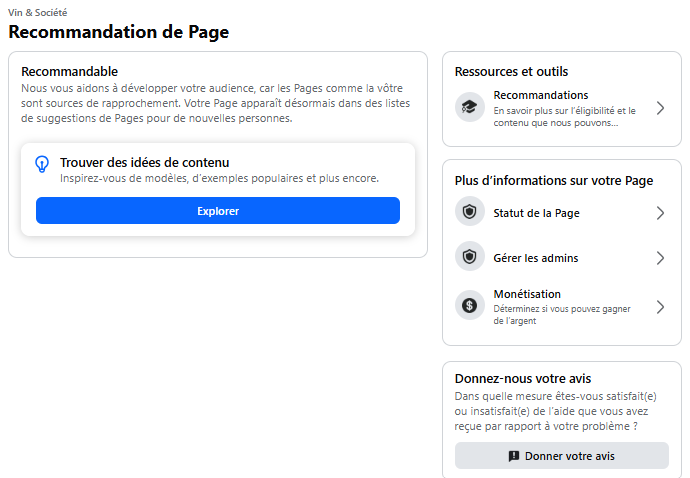 Vin & Société
Recommandation de Page
Recommandable
Nous vous aidons à développer votre audience, car les Pages comme la vôtre
sont sources de rapprochement. Votre Page apparaît désormais dans des listes
de suggestions de Pages pour de nouvelles personnes.
Trouver des idées de contenu
Inspirez-vous de modèles, d'exemples populaires et plus encore.
Explorer
Ressources et outils
Recommandations
En savoir plus sur l'éligibilité et le
contenu que nous pouvons...
Plus d'informations sur votre Page
Statut de la Page
Gérer les admins
Monétisation
Déterminez si vous pouvez gagner
de l'argent
Donnez-nous votre avis
Dans quelle mesure êtes-vous satisfait(e)
ou insatisfait(e) de l'aide que vous avez
reçue par rapport à votre problème ?
Donner votre avis